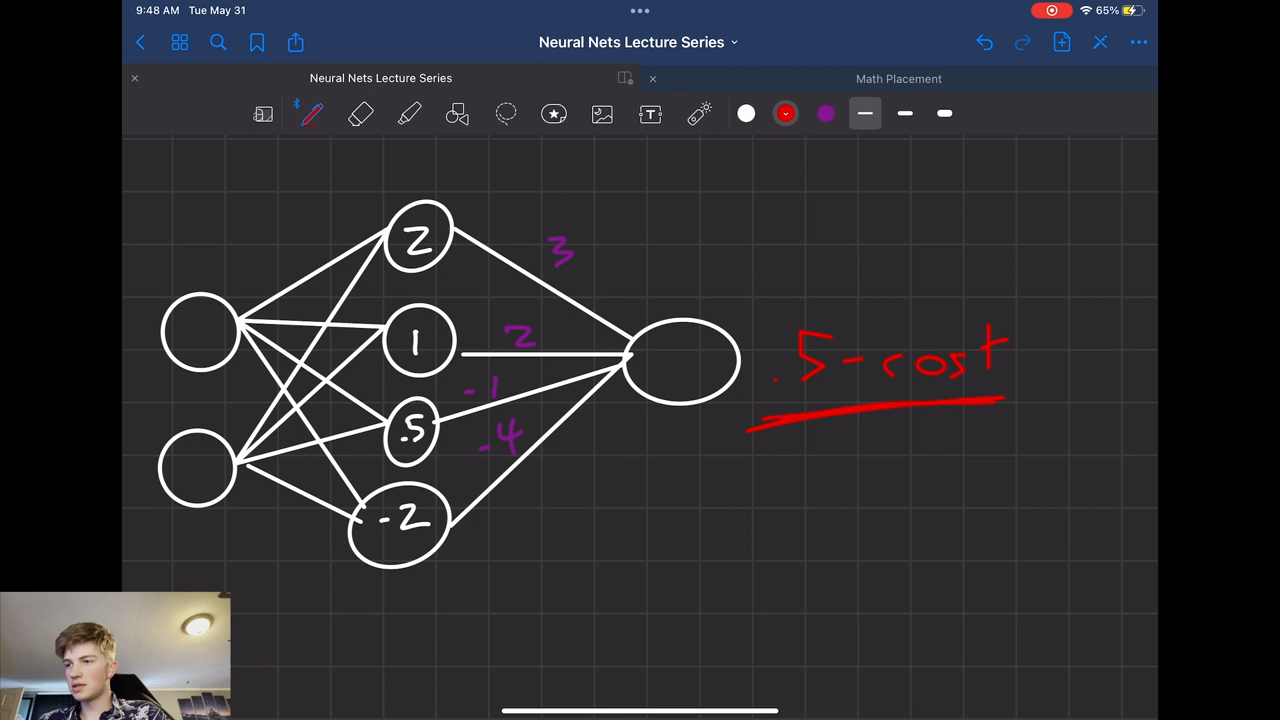 9:48 AM Tue May 31
65%
Neural Nets Lecture Series
Neural Nets Lecture Series
Math Placement
T
2
3
1
2
-1
.5
-4
-2
.5 - cost